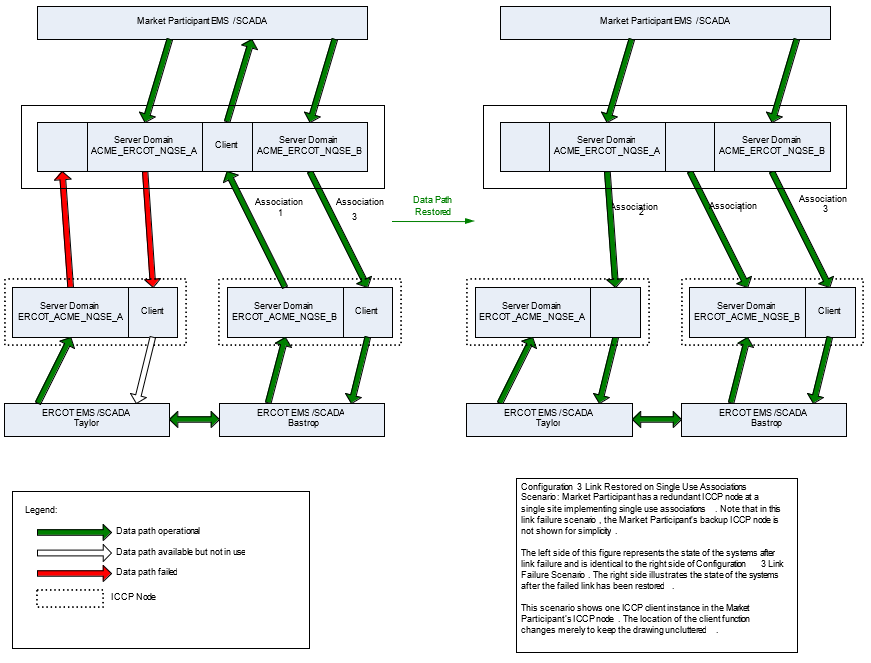 Market Participant EMS /SCADA
Market Participant EMS /SCADA
Server Domain
ACME_ERCOT_NQSE_A
Client
Server Domain
ACME_ERCOT_NQSE_B
Server Domain
ACME_ERCOT_NQSE_A
Server Domain
ACME_ERCOT_NQSE_B
Association
1
Association
3
Data Path
Restored
Association
2
Association
Association
3
Server Domain
ERCOT_ACME_NQSE_A
Client
Server Domain
ERCOT_ACME_NQSE_B
Client
Server Domain
ERCOT_ACME_NQSE_A
Server Domain
ERCOT_ACME_NQSE_B
Client
ERCOT EMS /SCADA
Taylor
ERCOT EMS /SCADA
Bastrop
ERCOT EMS /SCADA
Taylor
ERCOT EMS /SCADA
Bastrop
Legend:
Data path operational
Data path available but not in use
Data path failed
ICCP Node
Configuration 3 Link Restored on Single Use Associations
Scenario: Market Participant has a redundant ICCP node at a
single site implementing single use associations . Note that in this
link failure scenario , the Market Participant's backup ICCP node is
not shown for simplicity .
The left side of this figure represents the state of the systems after
link failure and is identical to the right side of Configuration 3 Link
Failure Scenario . The right side illustrates the state of the systems
after the failed link has been restored .
This scenario shows one ICCP client instance in the Market
Participant's ICCP node . The location of the client function
changes merely to keep the drawing uncluttered .